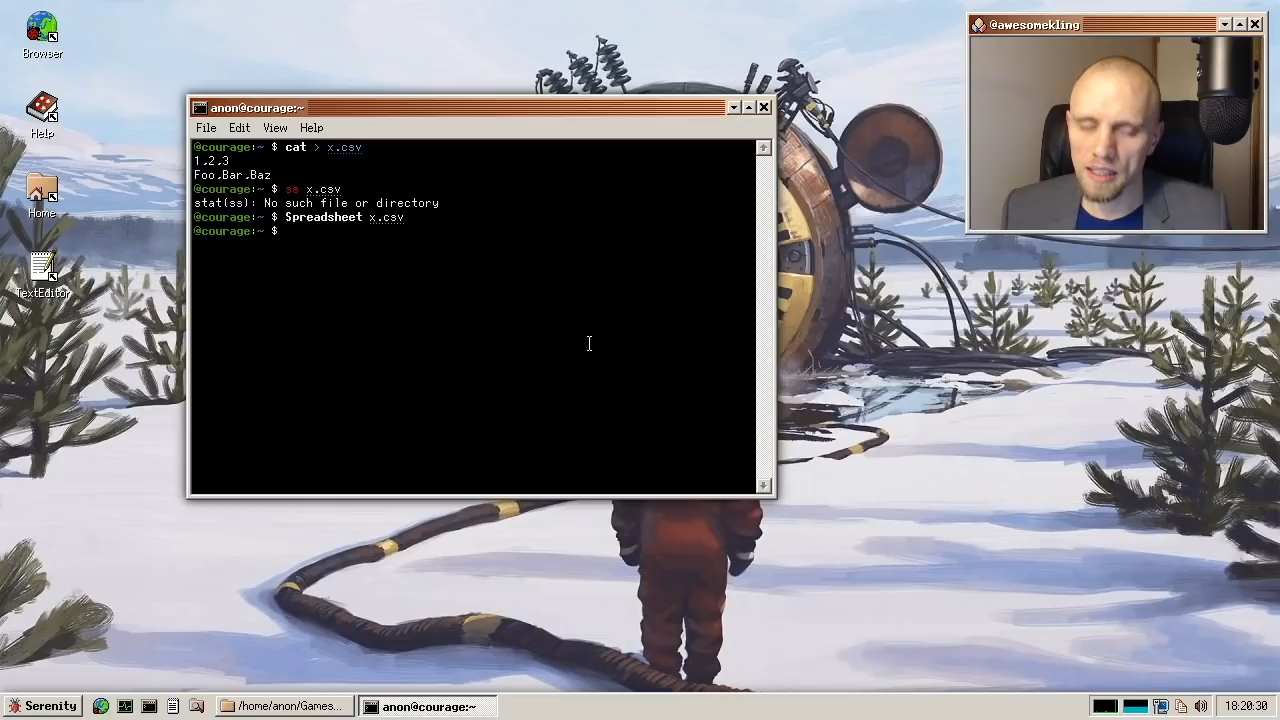 Browser
Help
Home
TextEditor
anon@courage:~
File Edit View Help
@courage:~ $ cat > x.csv
1,2,3
Foo,Bar,Baz
@courage:~ $ ss x.csv
stat(ss): No such file or directory
@courage:~ $ Spreadsheet x.csv
@courage:~ $
@awesomekling
Serenity
/home/anon/Games...
anon@courage:~
18:20:30